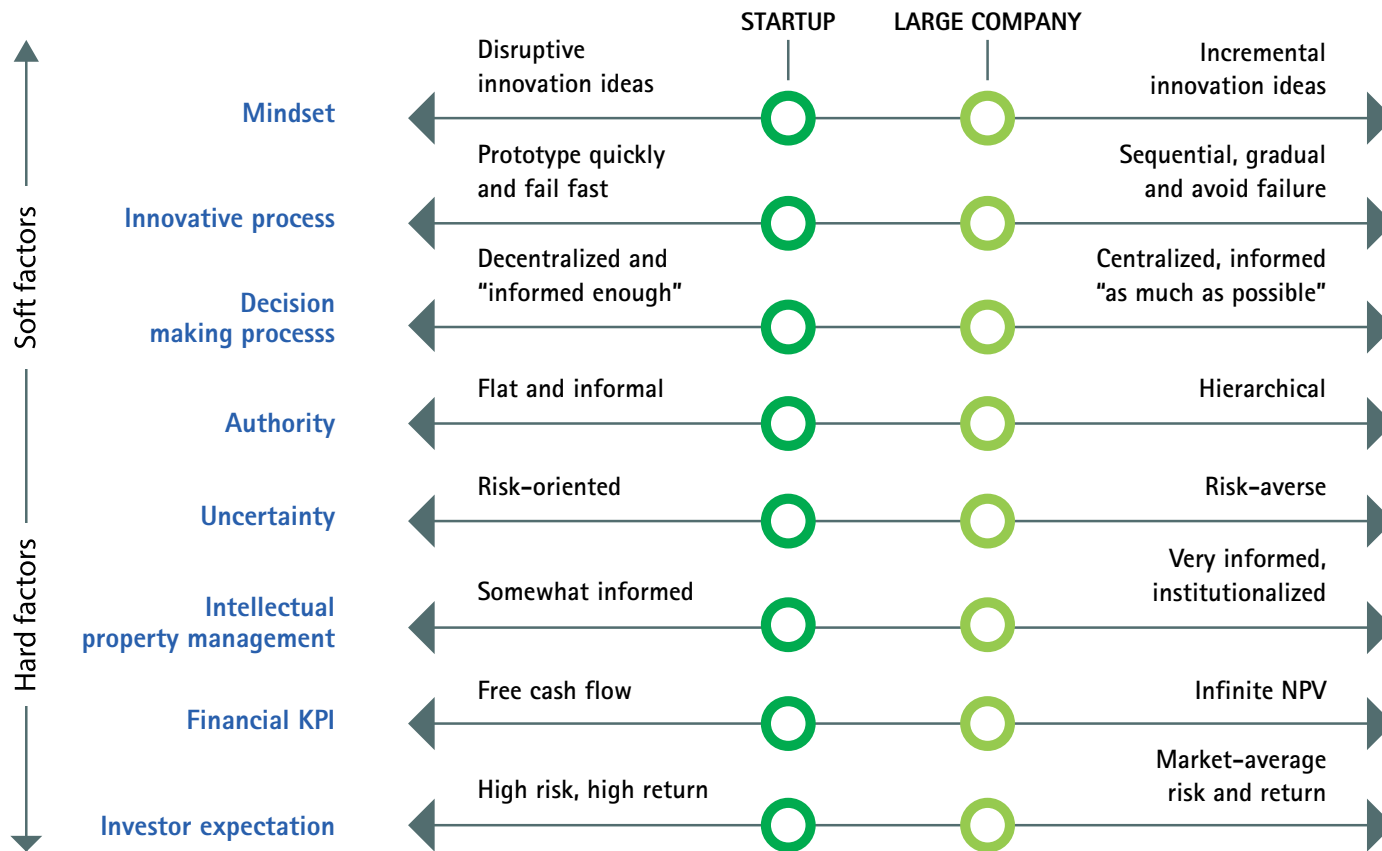 STARTUP
LARGE COMPANY
Soft factors
Hard factors
Mindset
Disruptive
innovation ideas
Incremental
innovation ideas
Innovative process
Prototype quickly
and fail fast
Sequential, gradual
and avoid failure
Decision
making processs
Decentralized and
“informed enough”
Centralized, informed
“as much as possible”
Authority
Flat and informal
Hierarchical
Uncertainty
Risk-oriented
Risk-averse
Intellectual
property management
Somewhat informed
Very informed,
institutionalized
Financial KPI
Free cash flow
Infinite NPV
Investor expectation
High risk, high return
Market-average
risk and return